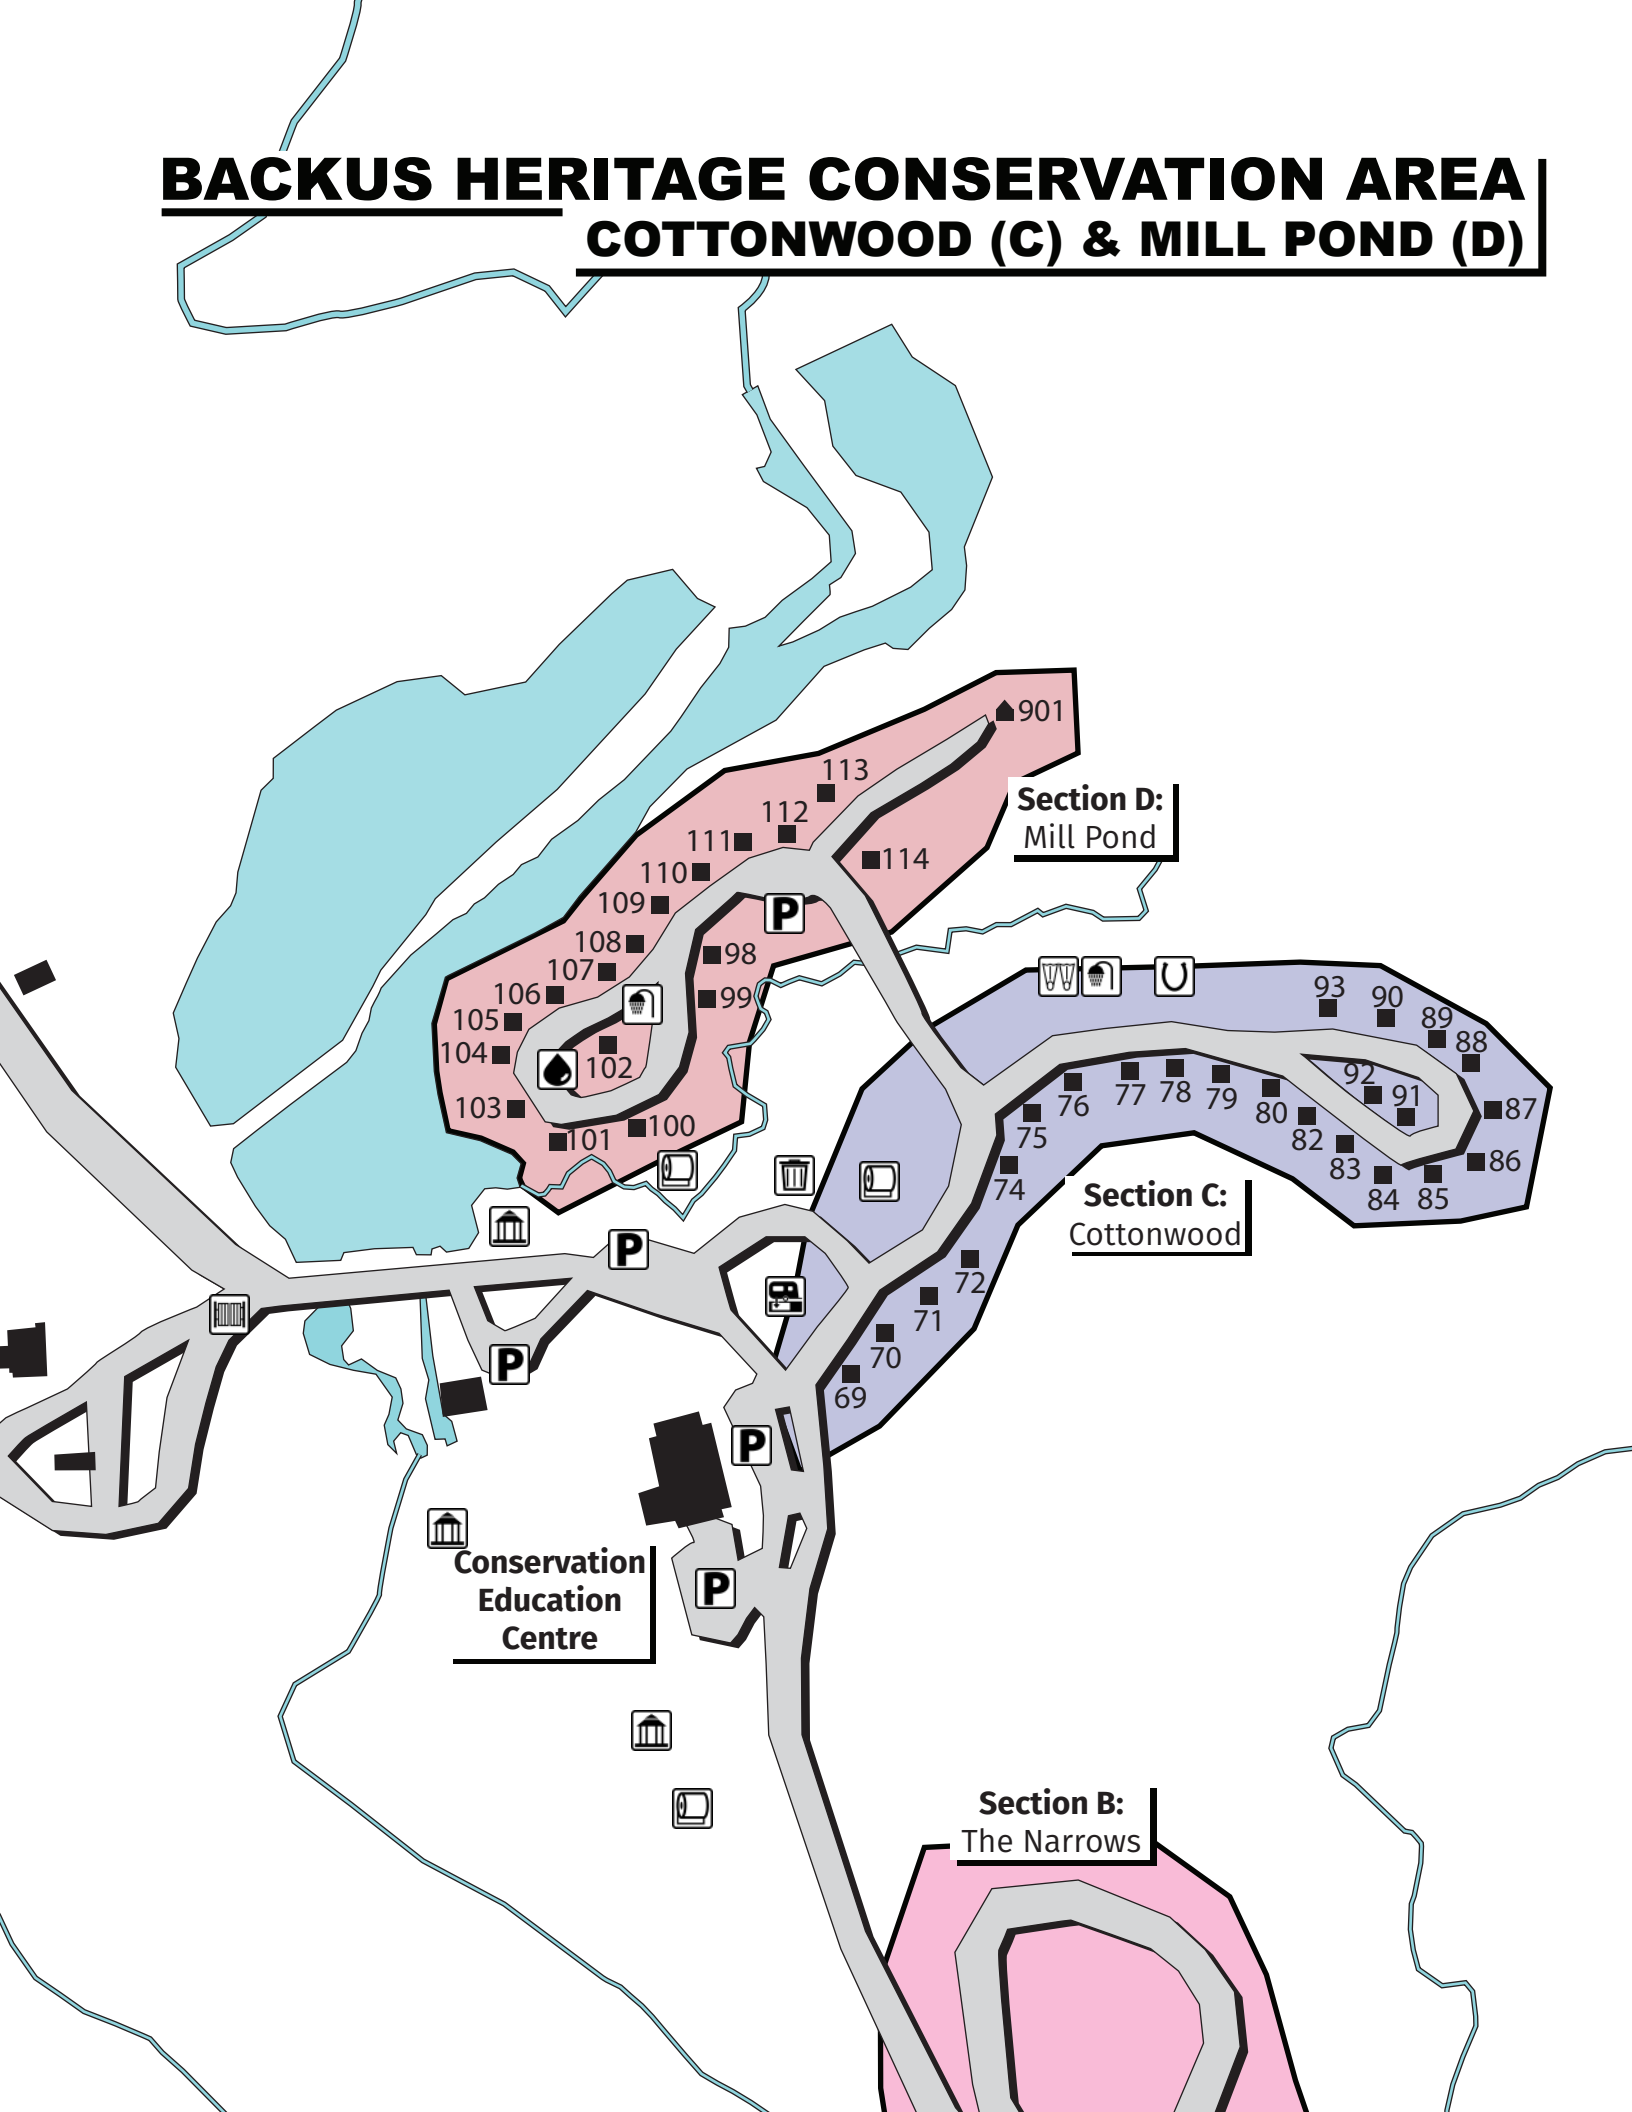 BACKUS HERITAGE CONSERVATION AREA
COTTONWOOD (C) & MILL POND (D)
901
113
Section D:
112
Mill Pond
111
114
110
109
108
98
107
106
99
105
104
102
103
101
100
93
90
89
88
92
91
87
76
77
78
79
80
75
82
83
86
74
84
85
Section C:
Cottonwood
P
P
P
P
P
72
71
70
69
Conservation
Education
Centre
Section B:
The Narrows